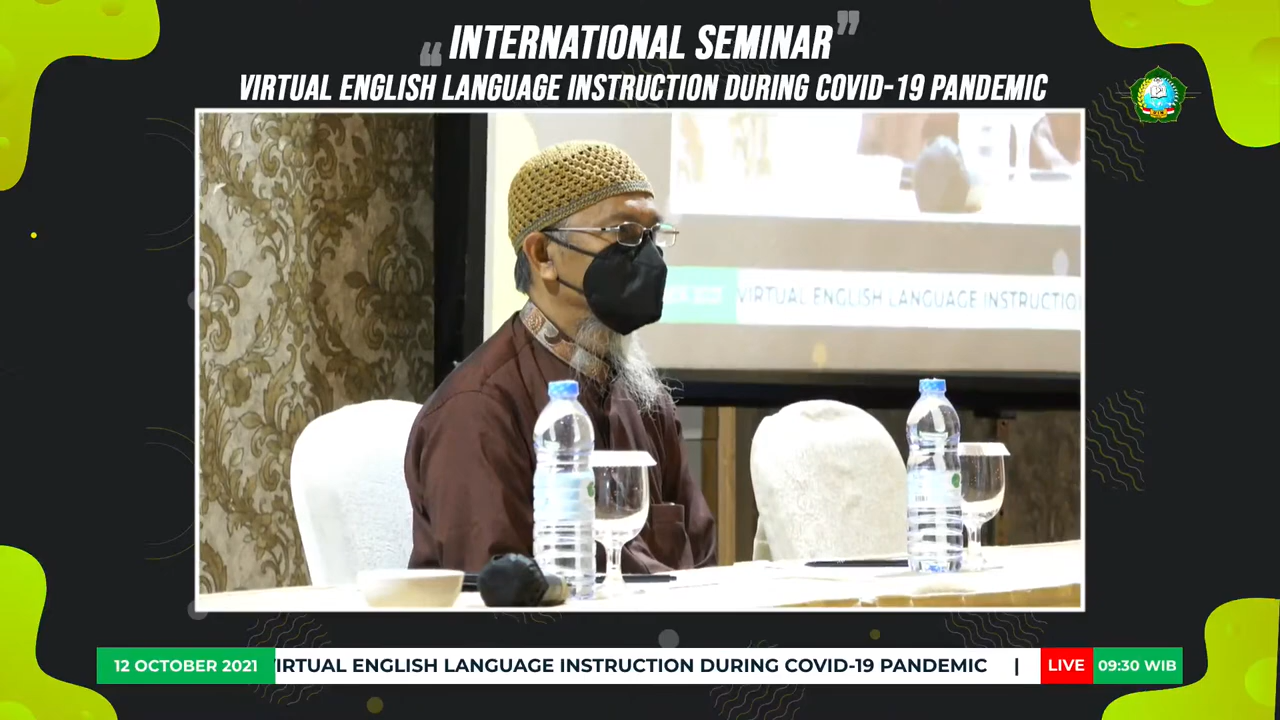 “ INTERNATIONAL SEMINAR ”
VIRTUAL ENGLISH LANGUAGE INSTRUCTION DURING COVID-19 PANDEMIC
VIRTUAL ENGLISH LANGUAGE INSTRUCTIO
12 OCTOBER 2021 IRTUAL ENGLISH LANGUAGE INSTRUCTION DURING COVID-19 PANDEMIC | LIVE 09:30 WIB